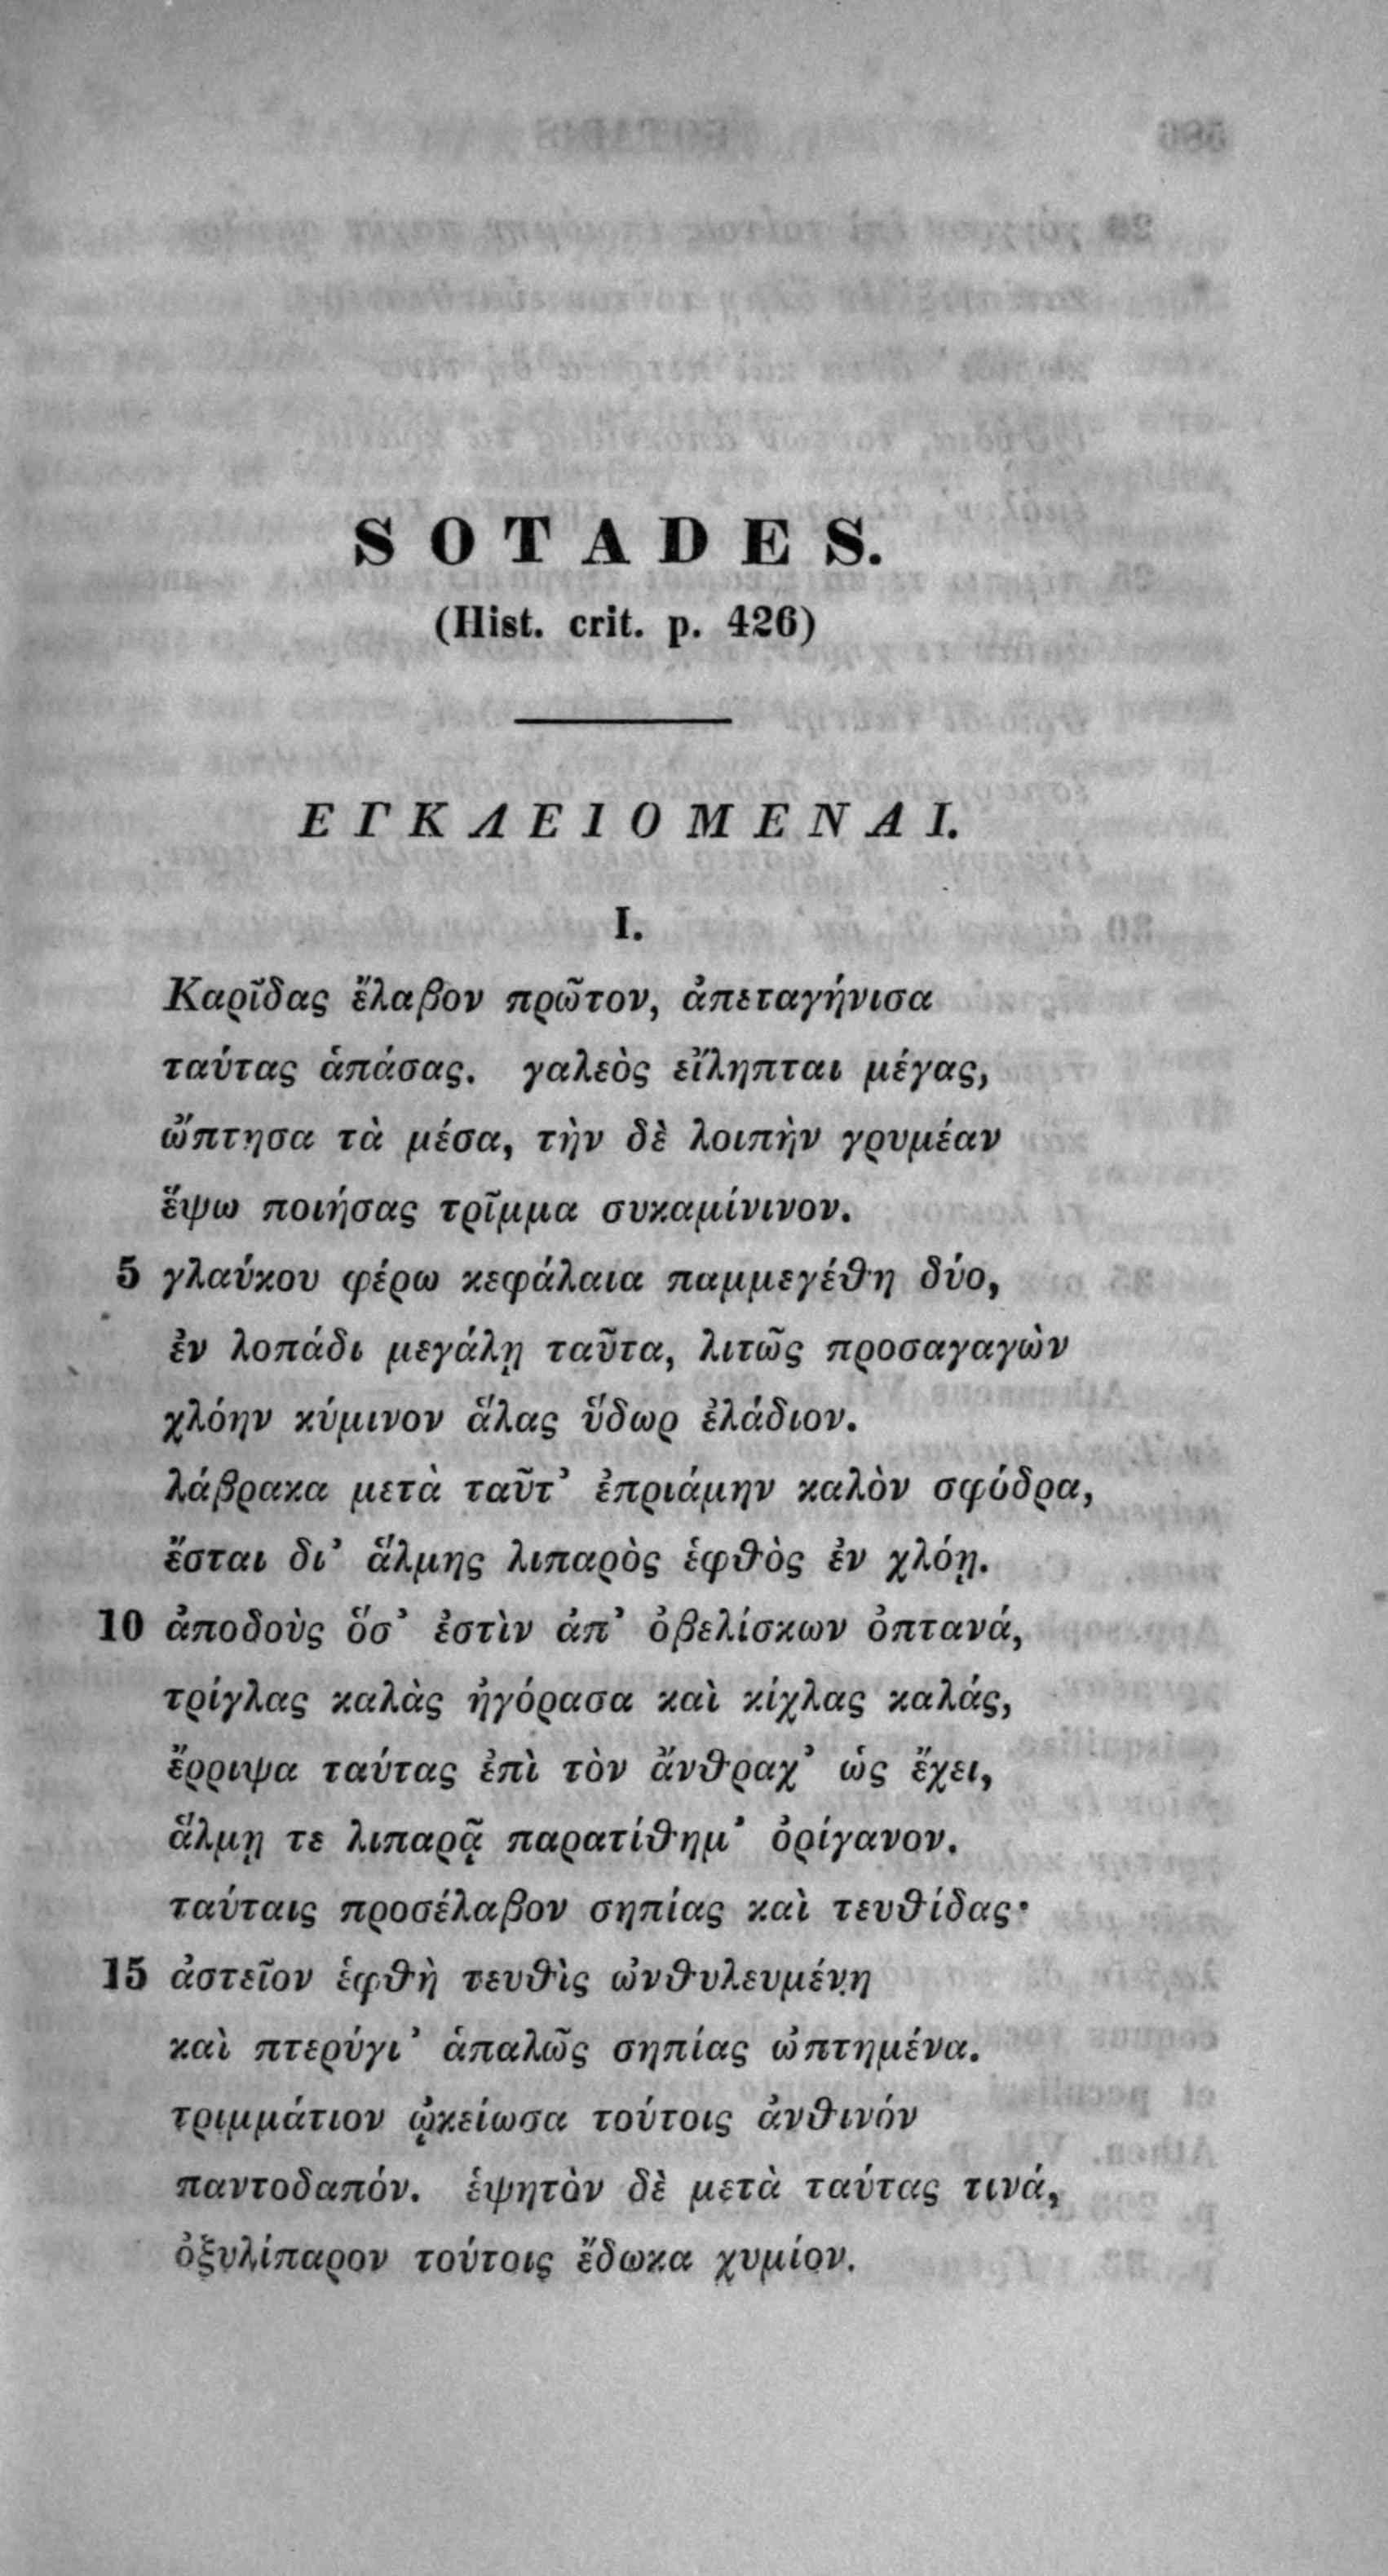 SOTADES.
(Hist. crit. p. 426)
ΕΓΚΛΕΙΟΜΕΝΑΙ.
I.
Καρῖδας ἔλαβον πρῶτον, ἀπεταγήνισα
ταύτας ἁπάσας. γαλεὸς εἴληπται μέγας,
ὤπτησα τὰ μέσα, τὴν δὲ λοιπὴν γρυμέαν
ἕψω ποιήσας τρῖμμα συκαμίνινον.
5 γλαύκου φέρω κεφάλαια παμμεγέθη δύο,
ἐν λοπάδι μεγάλῃ ταῦτα, λιτῶς προσαγαγὼν
χλόην κύμινον ἅλας ὕδωρ ἐλάδιον.
λάβρακα μετὰ ταῦτ᾽ ἐπριάμην καλὸν σφόδρα,
ἔσται δι᾽ ἅλμης λιπαρὸς ἑφθὸς ἐν χλόῃ.
10 ἀποδοὺς ὅσ᾽ ἐστὶν ἀπ᾽ ὀβελίσκων ὀπτανά,
τρίγλας καλὰς ἠγόρασα καὶ κίχλας καλάς,
ἔρριψα ταύτας ἐπὶ τὸν ἄνθραχ᾽ ὡς ἔχει,
ἅλμῃ τε λιπαρᾷ παρατίθημ᾽ ὀρίγανον.
ταύταις προσέλαβον σηπίας καὶ τευθίδας·
15 ἀστεῖον ἑφθὴ τευθὶς ὠνθυλευμένη
καὶ πτερύγι᾽ ἁπαλῶς σηπίας ὠπτημένα.
τριμμάτιον ᾠκείωσα τούτοις ἀνθινόν
παντοδαπόν. ἑψητὸν δὲ μετὰ ταύτας τινά,
ὀξυλίπαρον τούτοις ἔδωκα χυμίον.